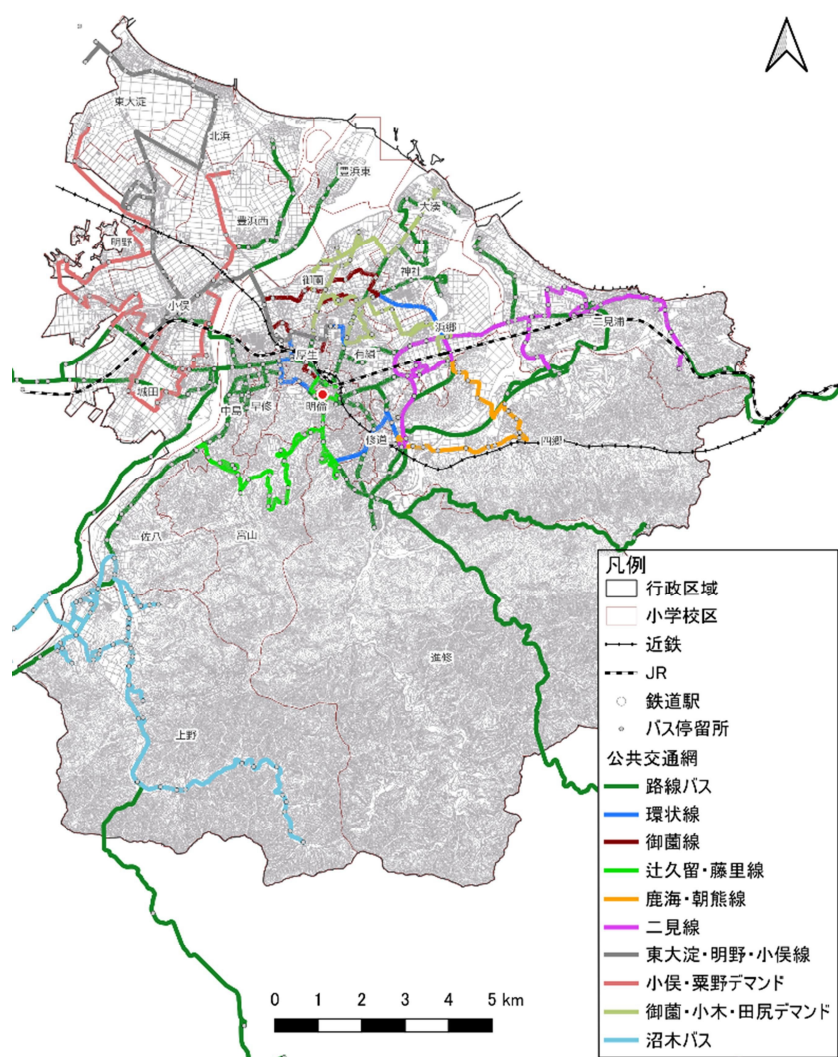 東大淀
北浜
豊浜東
大湊
豊浜西
明野
御薗
神社
小俣
浜郷
二見浦
厚生
有緝
城田
早修
明倫
中島
修道
四郷
佐八
宮山
進修
上野
凡例
行政区域
小学校区
近鉄
JR
鉄道駅
バス停留所
公共交通網
路線バス
環状線
御薗線
辻久留・藤里線
鹿海・朝熊線
二見線
東大淀・明野・小俣線
小俣・粟野デマンド
御薗・小木・田尻デマンド
沼木バス
0 1 2 3 4 5 km